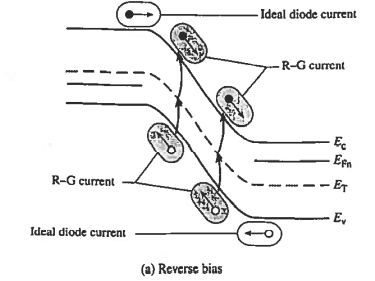 Ideal diode current
R–G current
E_c
E_Fn
R–G current
E_T
E_v
Ideal diode current
(a) Reverse bias